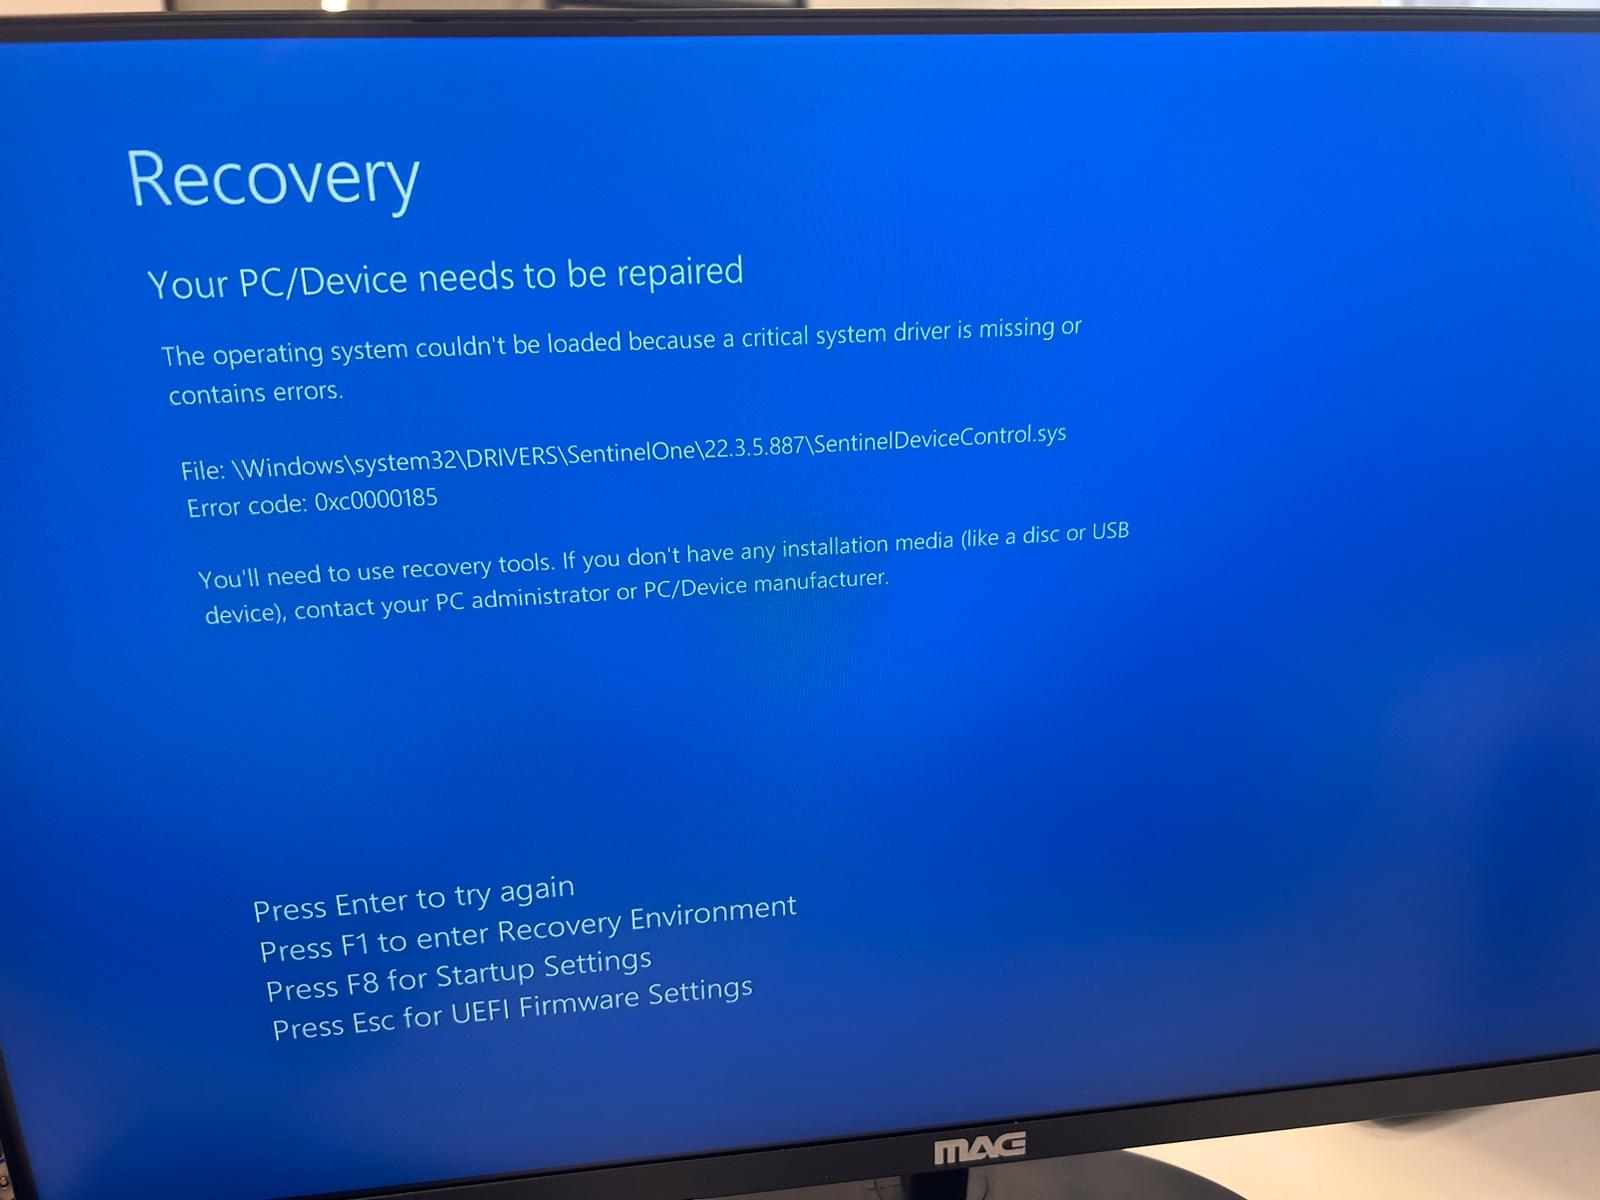 Recovery
Your PC/Device needs to be repaired
The operating system couldn't be loaded because a critical system driver is missing or
contains errors.
File: \Windows\system32\DRIVERS\SentinelOne\22.3.5.887\SentinelDeviceControl.sys
Error code: 0xc0000185
You'll need to use recovery tools. If you don't have any installation media (like a disc or USB
device), contact your PC administrator or PC/Device manufacturer.
Press Enter to try again
Press F1 to enter Recovery Environment
Press F8 for Startup Settings
Press Esc for UEFI Firmware Settings
MAG